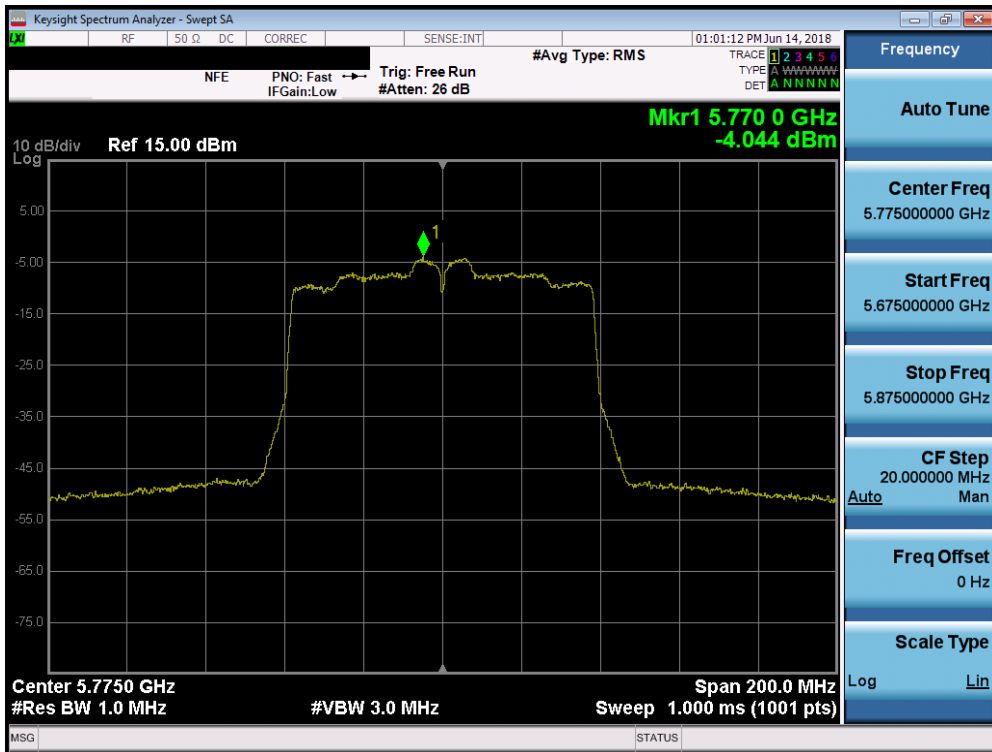 Keysight Spectrum Analyzer - Swept SA
LXI RF 50 Ω DC CORREC SENSE:INT 01:01:12 PM Jun 14, 2018
#Avg Type: RMS TRACE 1 2 3 4 5 6
NFE PNO: Fast Trig: Free Run TYPE A WWWWW
IFGain:Low #Atten: 26 dB DET A N N N N N
Mkr1 5.770 0 GHz
-4.044 dBm
10 dB/div Ref 15.00 dBm
Log
1
5.00
-5.00
-15.0
-25.0
-35.0
-45.0
-55.0
-65.0
-75.0
Center 5.7750 GHz Span 200.0 MHz
#Res BW 1.0 MHz #VBW 3.0 MHz Sweep 1.000 ms (1001 pts)
MSG STATUS
Frequency
Auto Tune
Center Freq
5.775000000 GHz
Start Freq
5.675000000 GHz
Stop Freq
5.875000000 GHz
CF Step
20.000000 MHz
Auto Man
Freq Offset
0 Hz
Scale Type
Log Lin